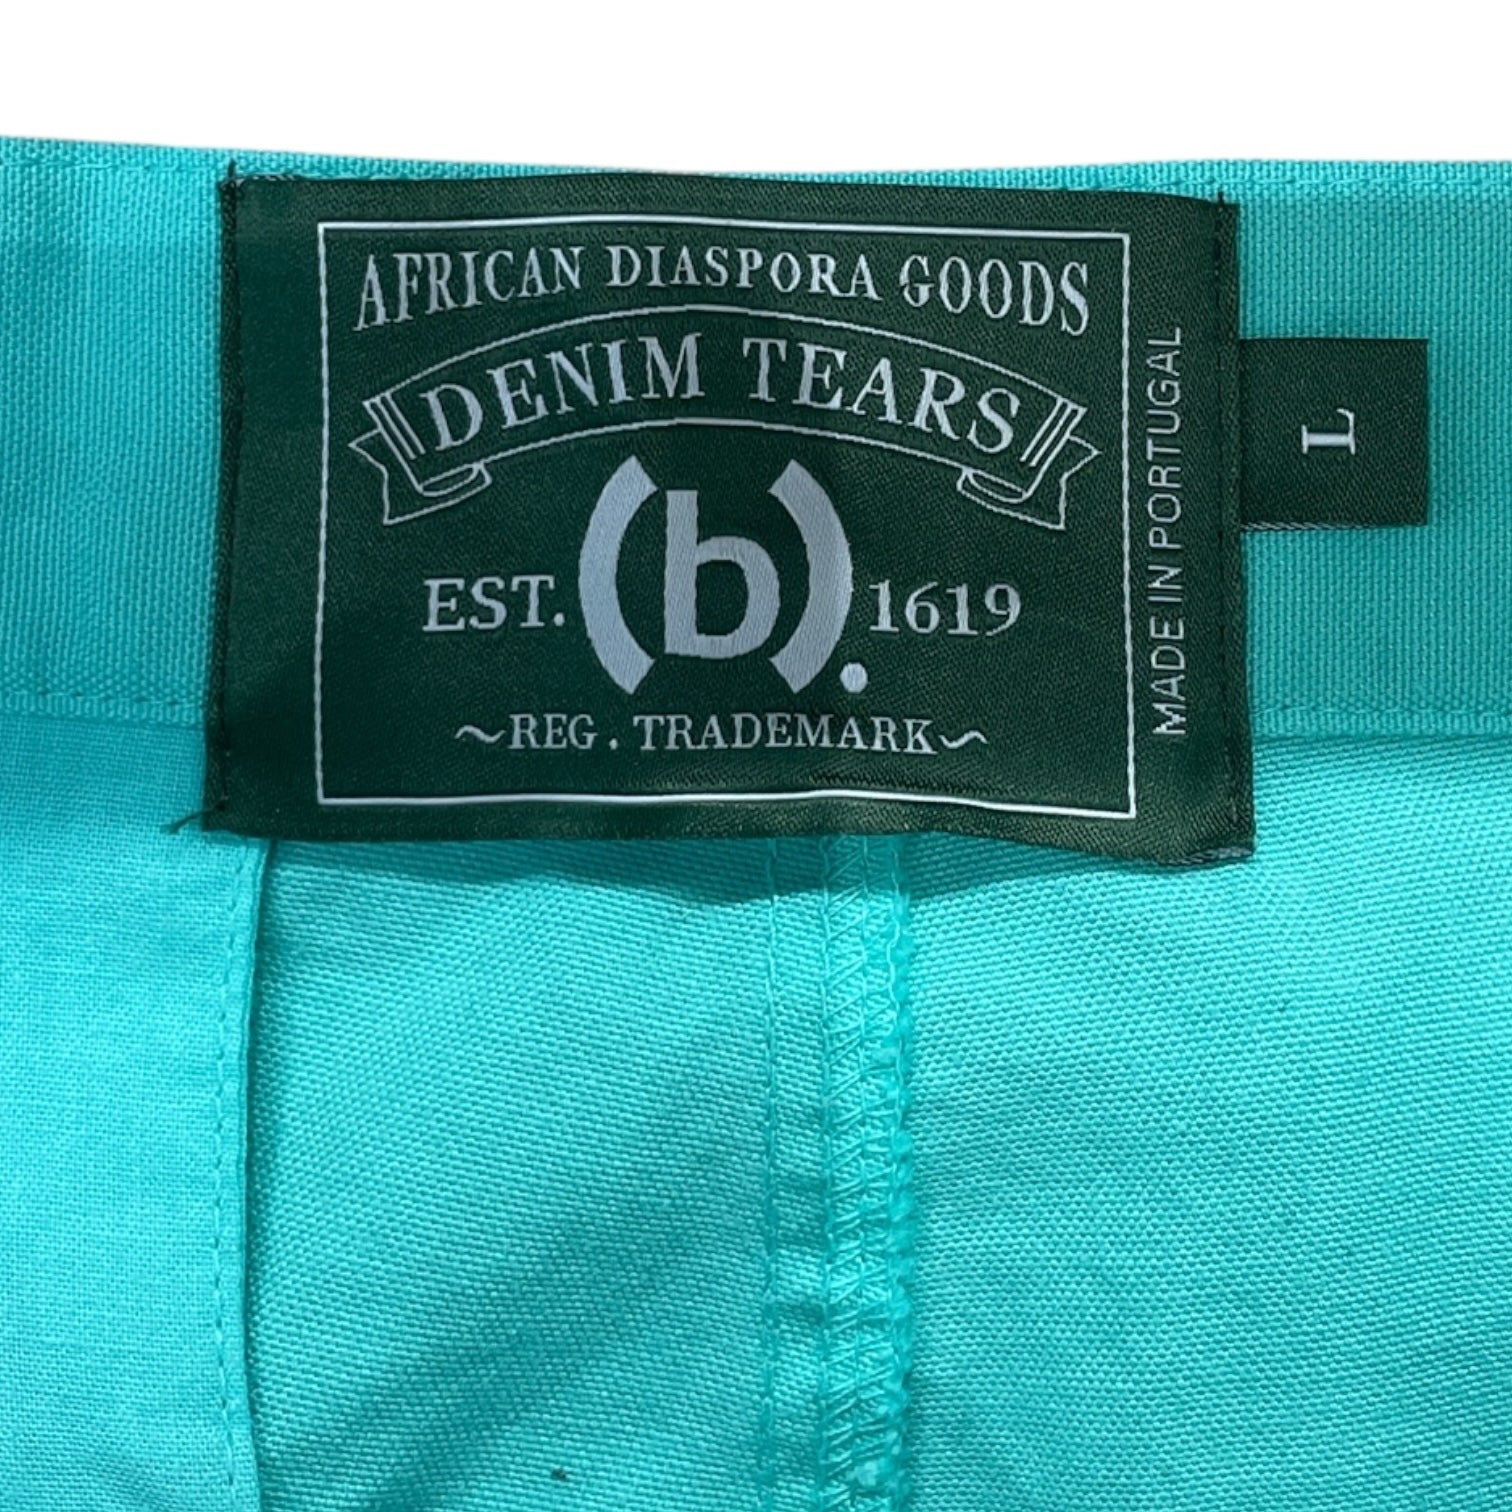 AFRICAN DIASPORA GOODS
DENIM TEARS
EST. (b). 1619
~REG. TRADEMARK~
MADE IN PORTUGAL
L